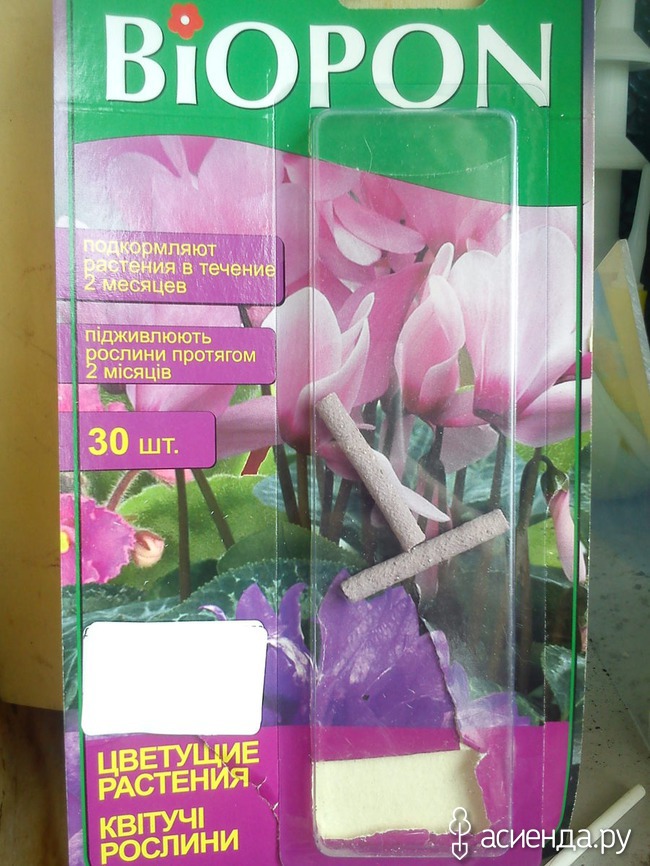 BiOPON
подкормляют
растения в течение
2 месяцев
підживлюють
рослини протягом
2 місяців
30 шт.
ЦВЕТУЩИЕ
РАСТЕНИЯ
КВІТУЧІ
РОСЛИНИ
асиенда.ру